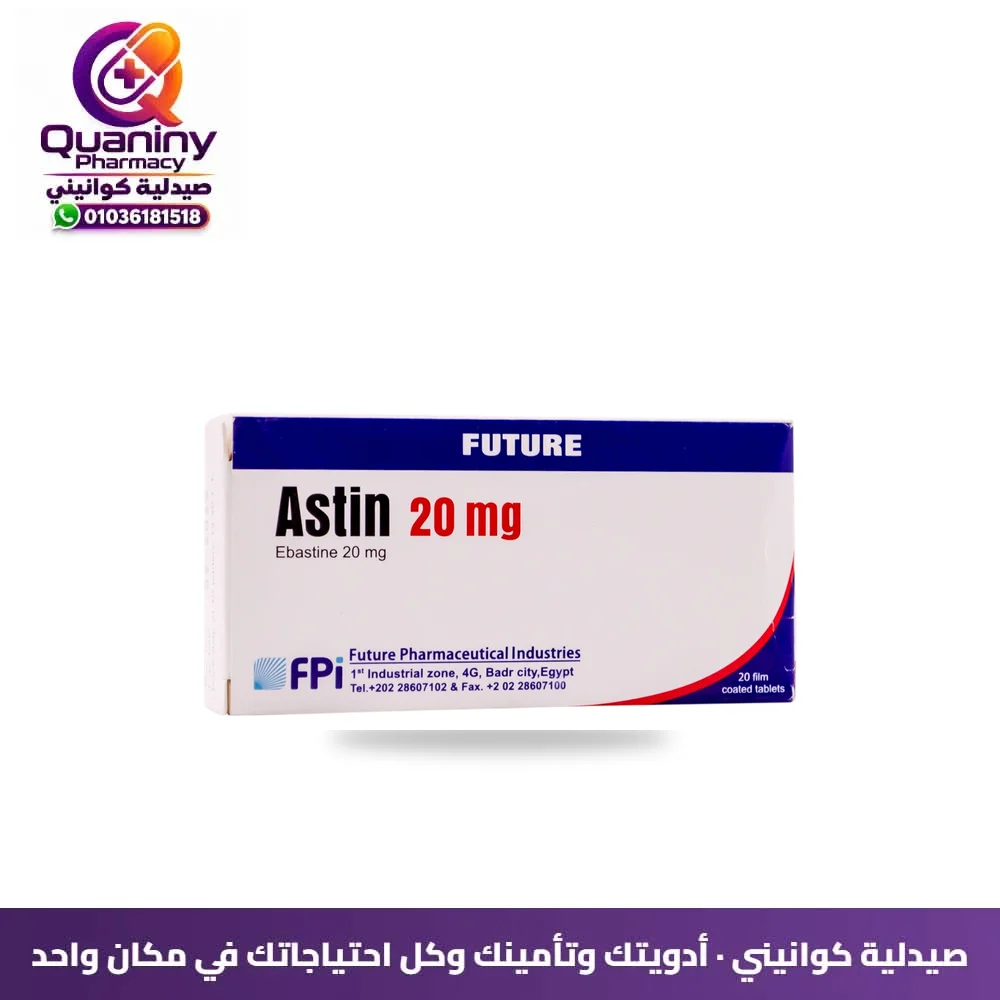 Quaniny
Pharmacy
صيدلية كوانيني
01036181518
FUTURE
Astin 20 mg
Ebastine 20 mg
FPi
Future Pharmaceutical Industries
1st Industrial zone, 4G, Badr city,Egypt
Tel.+202 28607102 & Fax. +2 02 28607100
20 film
coated tablets
صيدلية كوانيني · أدويتك وتأمينك وكل احتياجاتك في مكان واحد